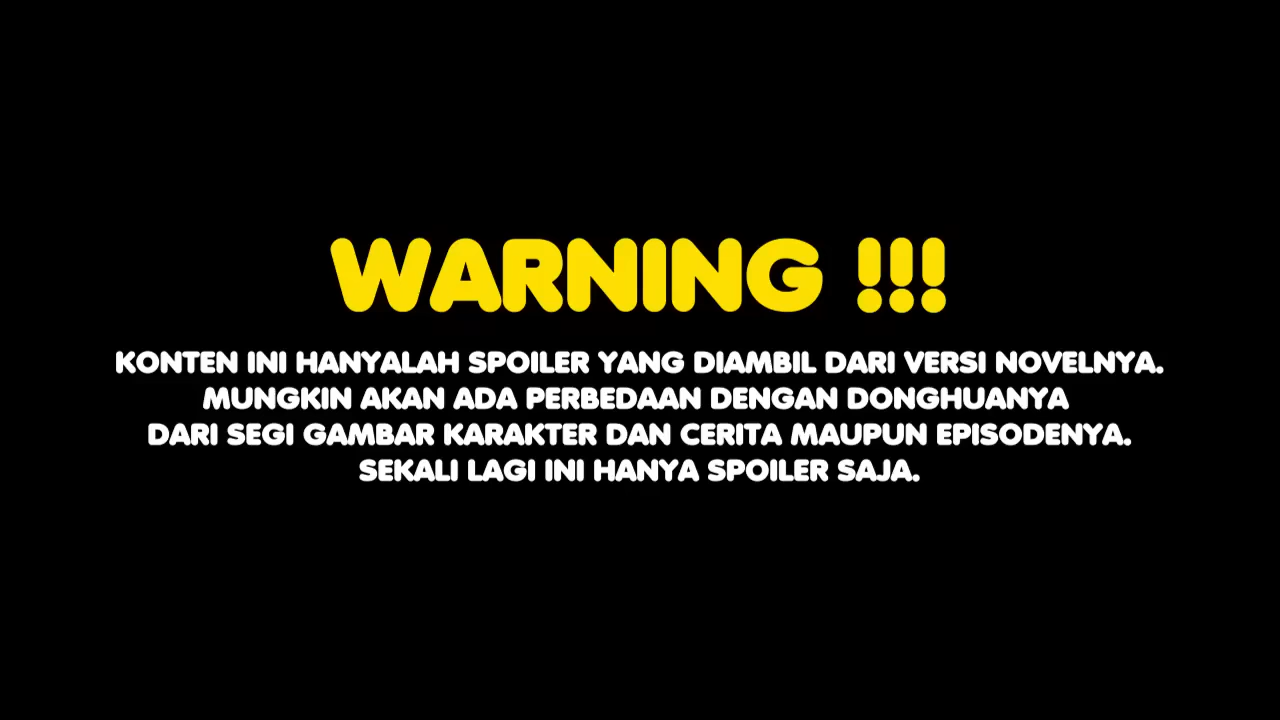 WARNING !!!
KONTEN INI HANYALAH SPOILER YANG DIAMBIL DARI VERSI NOVELNYA.
MUNGKIN AKAN ADA PERBEDAAN DENGAN DONGHUANYA
DARI SEGI GAMBAR KARAKTER DAN CERITA MAUPUN EPISODENYA.
SEKALI LAGI INI HANYA SPOILER SAJA.